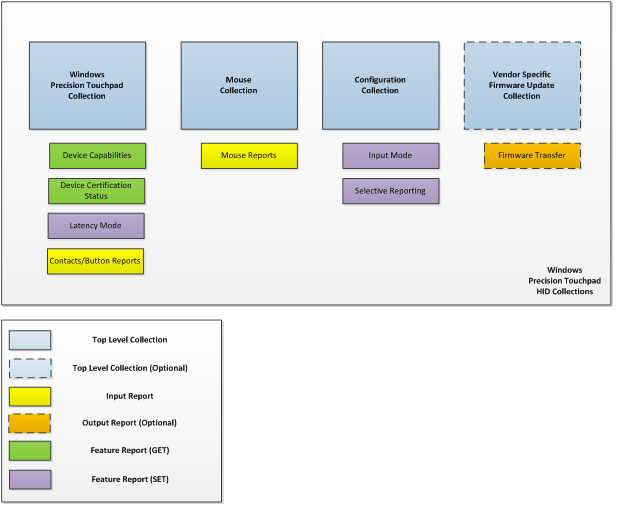 Windows
Precision Touchpad
Collection
Mouse
Collection
Configuration
Collection
Vendor Specific
Firmware Update
Collection
Device Capabilities
Device Certification
Status
Latency Mode
Contacts/Button Reports
Mouse Reports
Input Mode
Selective Reporting
Firmware Transfer
Windows
Precision Touchpad
HID Collections
Top Level Collection
Top Level Collection (Optional)
Input Report
Output Report (Optional)
Feature Report (GET)
Feature Report (SET)